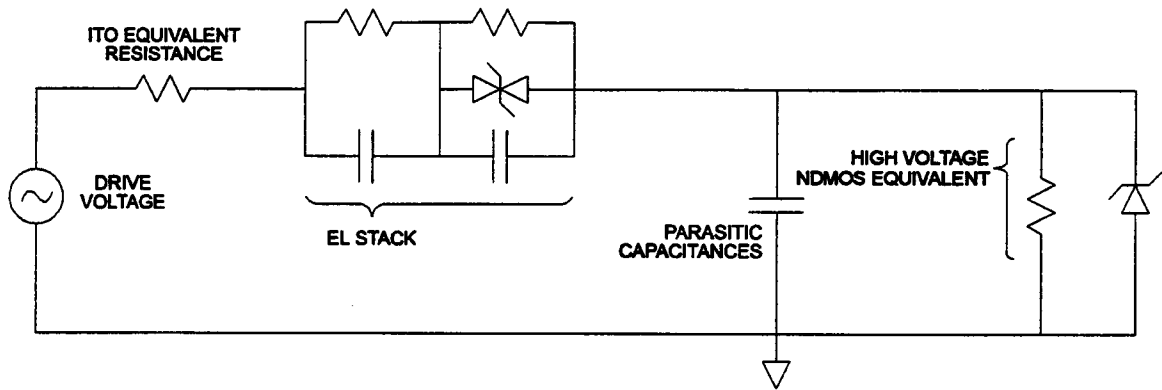 ITO EQUIVALENT
RESISTANCE
DRIVE
VOLTAGE
EL STACK
PARASITIC
CAPACITANCES
HIGH VOLTAGE
NDMOS EQUIVALENT